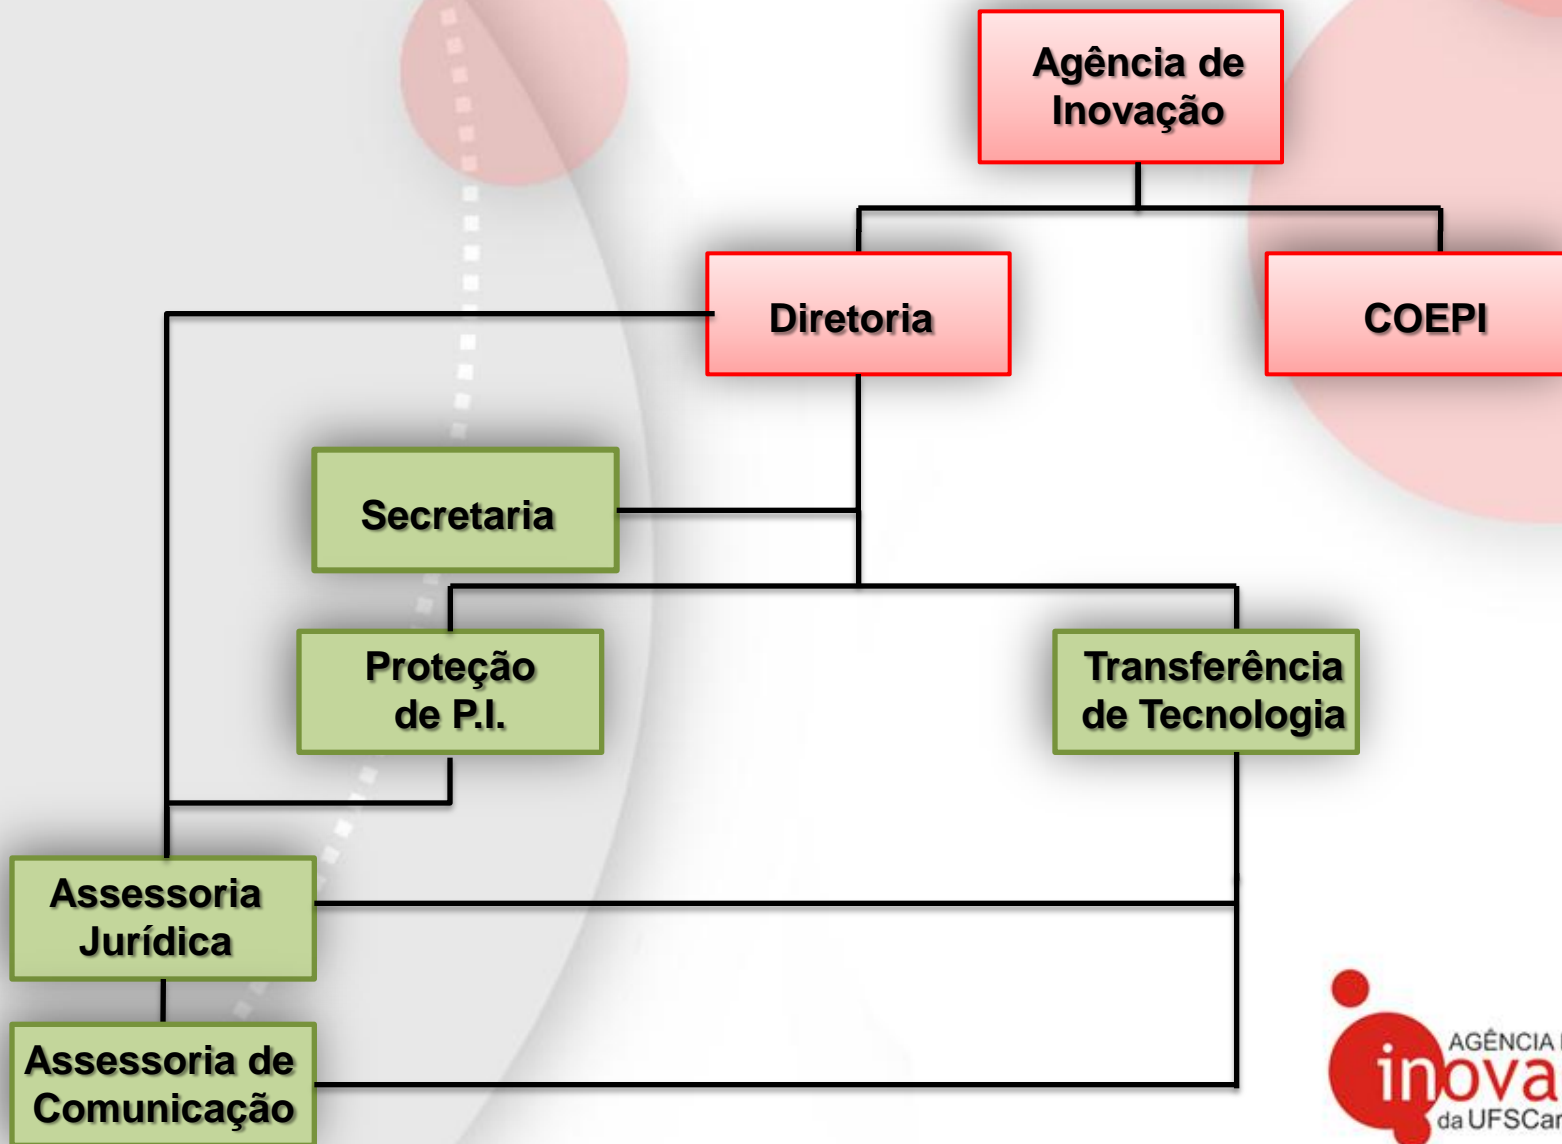 Agência de
Inovação
Diretoria
COEPI
Secretaria
Proteção
de P.I.
Transferência
de Tecnologia
Assessoria
Jurídica
Assessoria de
Comunicação
AGÊNCIA
inova
da UFSCar